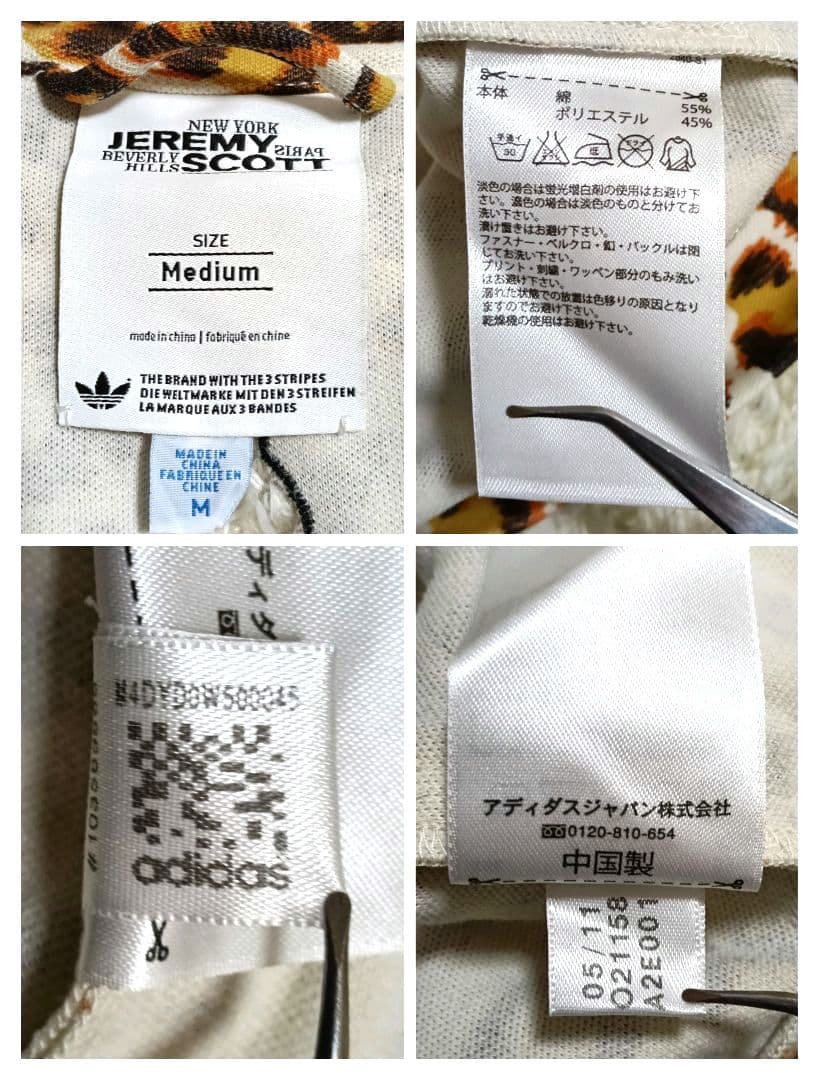 NEW YORK
JEREMY PARIS
BEVERLY HILLS SCOTT
SIZE
Medium
made in china | fabriqué en chine
THE BRAND WITH THE 3 STRIPES
DIE WELTMARKE MIT DEN 3 STREIFEN
LA MARQUE AUX 3 BANDES
MADE IN
CHINA
FABRIQUE EN
CHINE
M
本体 綿 55%
ポリエステル 45%
手洗イ
30
低
淡色の場合は蛍光増白剤の使用はお避け下
さい。濃色の場合は淡色のものと分けてお
洗い下さい。
漬け置きはお避け下さい。
ファスナー・ベルクロ・釦・バックルは閉
じてお洗い下さい。
プリント・刺繍・ワッペン部分のもみ洗い
はお避け下さい。
濡れた状態での放置は色移りの原因となり
ますのでお避け下さい。
乾燥機の使用はお避け下さい。
ディダ
4DYD0W500045
adidas
アディダスジャパン株式会社
0120-810-654
中国製
05/11
021158
A2E001